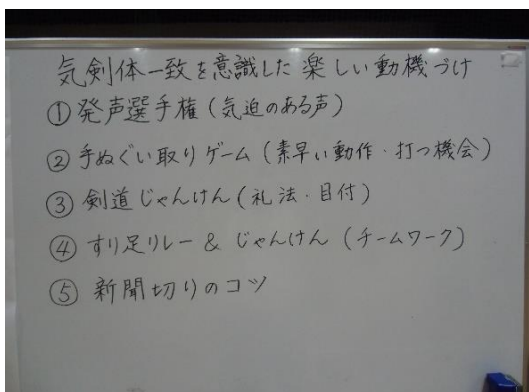 気剣体一致を意識した楽しい動機づけ
①発声選手権(気迫のある声)
②手ぬぐい取りゲーム(素早い動作・打つ機会)
③剣道じゃんけん(礼法・目付)
④すり足リレー & じゃんけん(チームワーク)
⑤新聞切りのコツ